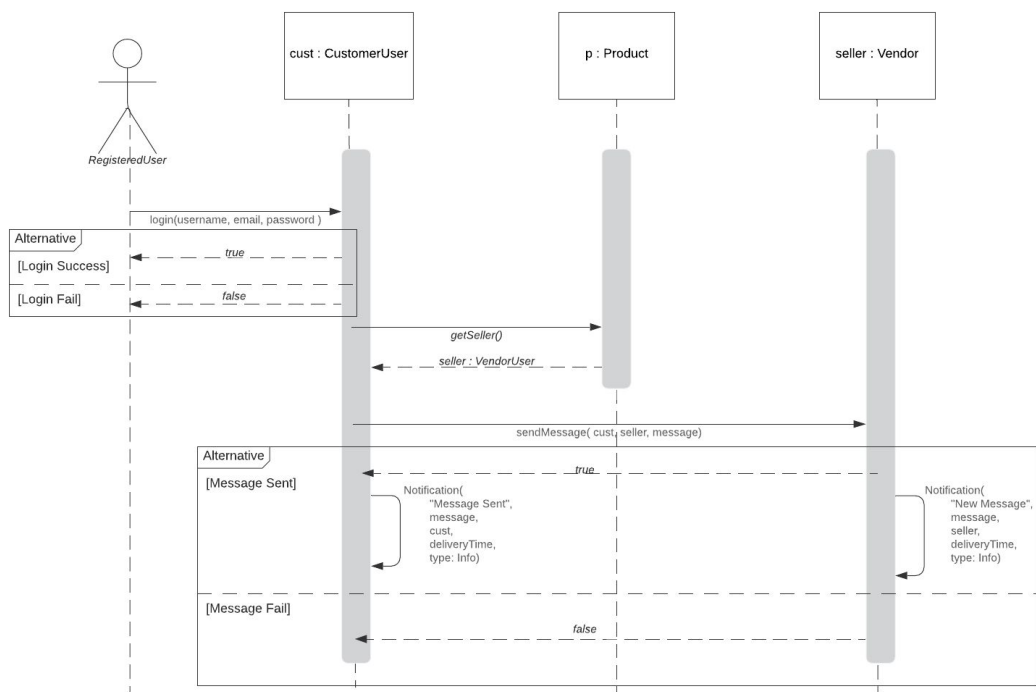 cust : CustomerUser
p : Product
seller : Vendor
RegisteredUser
login(username, email, password )
Alternative
true
[Login Success]
false
[Login Fail]
getSeller()
seller : VendorUser
sendMessage( cust, seller, message)
Alternative
true
[Message Sent]
Notification(
"Message Sent",
message,
cust,
deliveryTime,
type: Info)
Notification(
"New Message",
message,
seller,
deliveryTime,
type: Info)
[Message Fail]
false